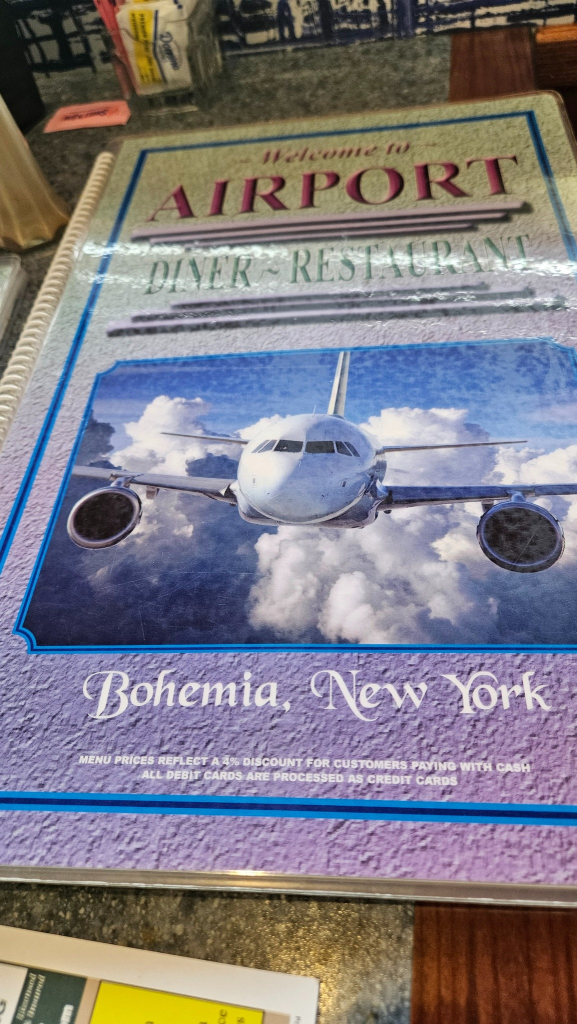 Welcome to
AIRPORT
DINER ~ RESTAURANT
Bohemia, New York
MENU PRICES REFLECT A 4% DISCOUNT FOR CUSTOMERS PAYING WITH CASH
ALL DEBIT CARDS ARE PROCESSED AS CREDIT CARDS